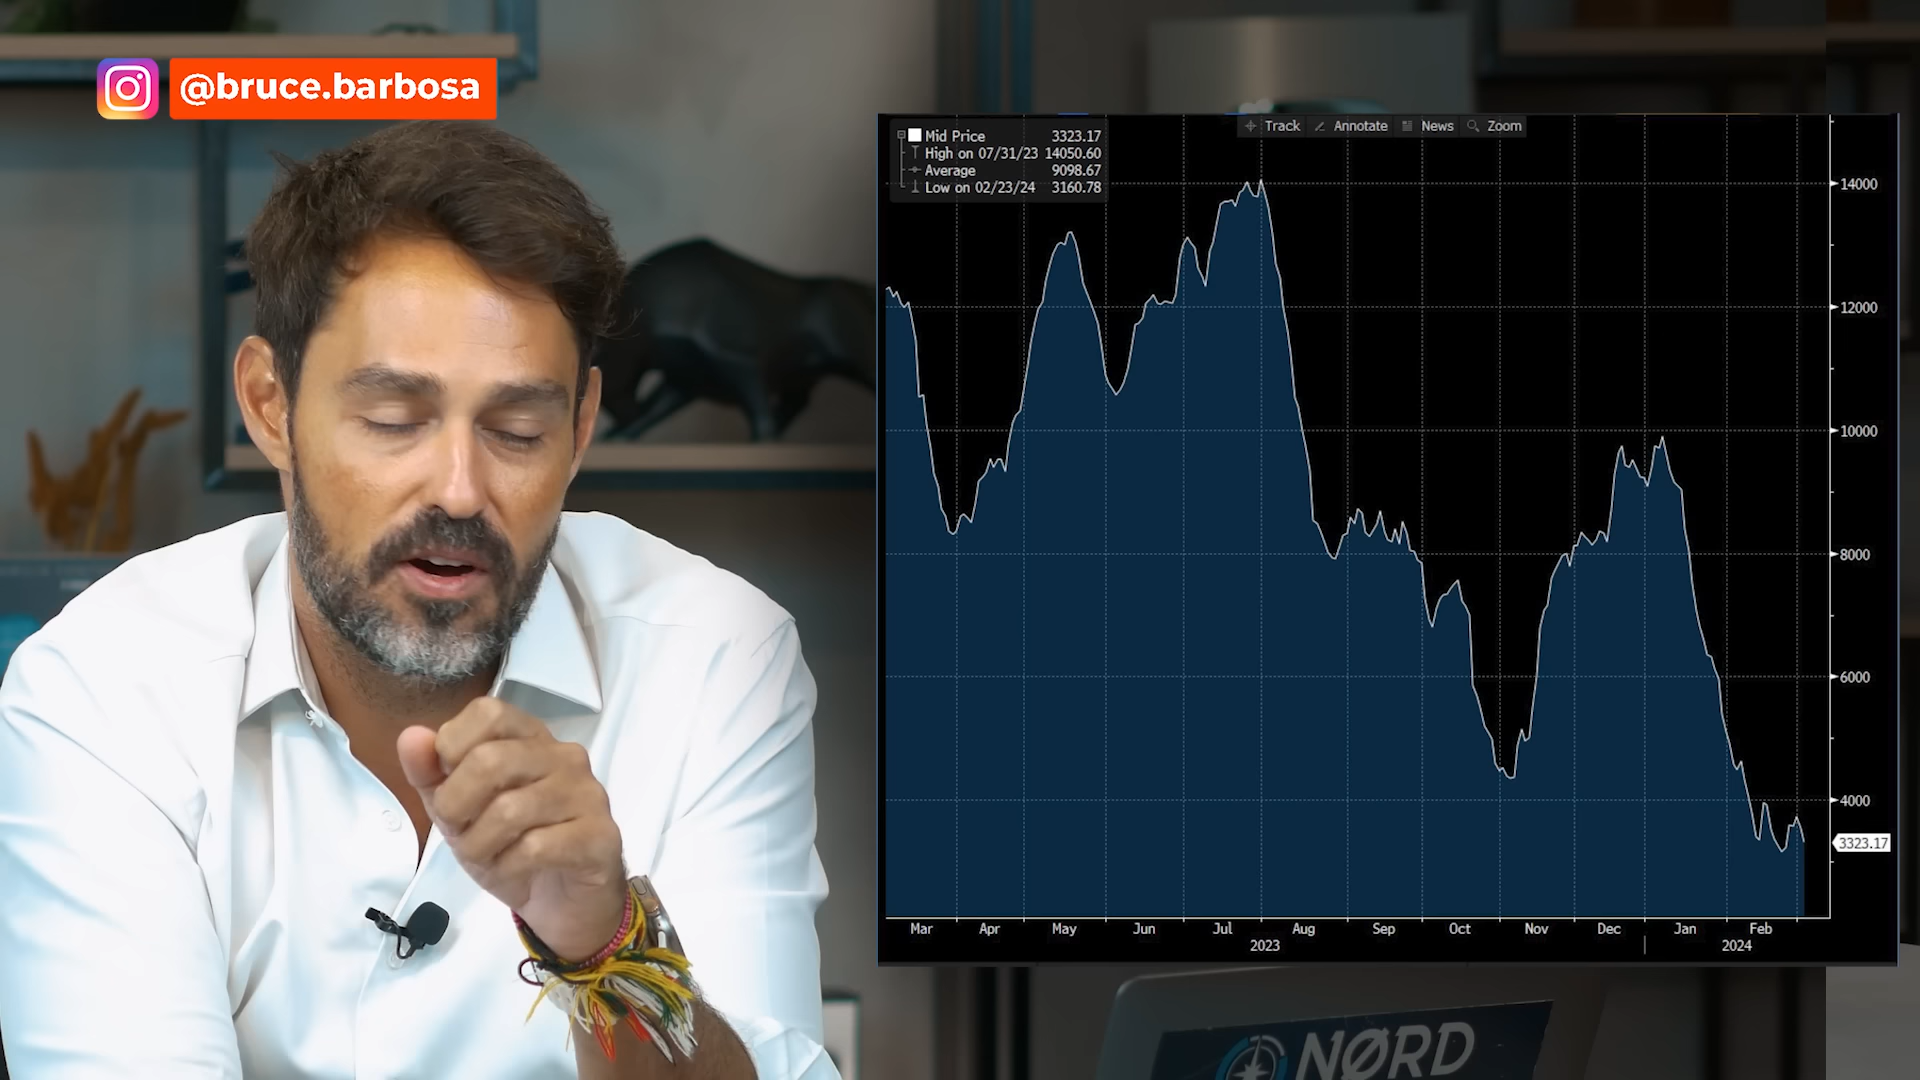 @bruce.barbosa
Mid Price 3323.17
High on 07/31/23 14050.60
Average 9098.67
Low on 02/23/24 3160.78
Track Annotate News Zoom
14000
12000
10000
8000
6000
4000
3323.17
Mar Apr May Jun Jul Aug Sep Oct Nov Dec Jan Feb
2023 2024
NØRD